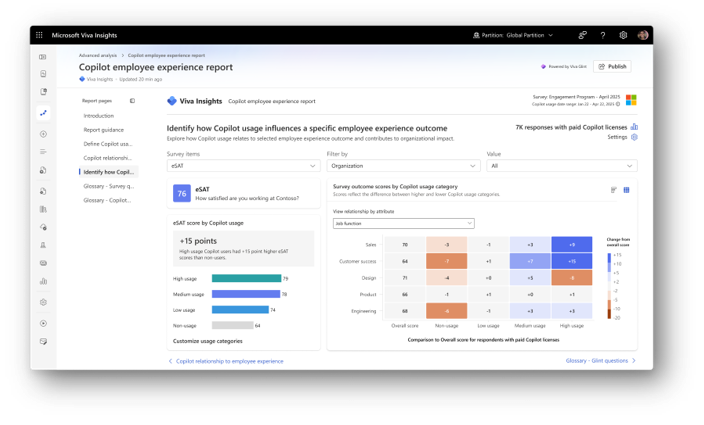 Microsoft Viva Insights
Partition: Global Partition
Advanced analysis > Copilot employee experience report
Copilot employee experience report
Viva Insights · Updated 20 min ago
Powered by Viva Glint
Publish
Report pages
Introduction
Report guidance
Define Copilot usa...
Copilot relationshi...
Identify how Copil...
Glossary - Survey g...
Glossary - Copilot...
Viva Insights Copilot employee experience report
Survey: Engagement Program - April 2025
Identify how Copilot usage influences a specific employee experience outcome
Explore how Copilot usage relates to selected employee experience outcome and contributes to organizational impact.
7K responses with paid Copilot licenses
Settings
Survey items
eSAT
Filter by
Organization
Value
All
76
eSAT
How satisfied are you working at Contoso?
eSAT score by Copilot usage
+15 points
High usage Copilot users had +15 point higher eSAT
scores than non-users.
High usage 79
Medium usage 78
Low usage 74
Non-usage 64
Customize usage categories
Survey outcome scores by Copilot usage category
Scores reflect the difference between higher and lower Copilot usage categories.
View relationship by attribute
Job function
Sales 70 -3 -1 +3 +9
Customer success 64 -7 +1 +7 +15
Design 71 -4 +0 +5
Product 66 -1 +1 +0 +1
Engineering 68 -1 +3 +3
Overall score Non-usage Low usage Medium usage High usage
Comparison to Overall score for respondents with paid Copilot licenses
Change from
overall score
+15
+10
+5
+2
-2
-5
-10
-20
Copilot relationship to employee experience
Glossary - Glint questions